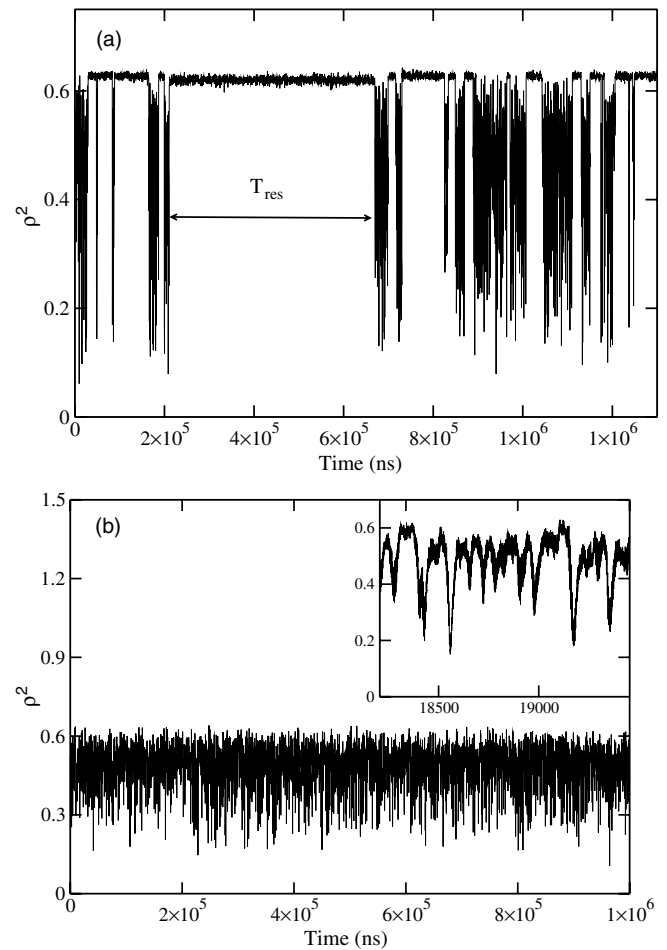 (a)
0.6
0.4
0.2
0
ρ²
T_res
0 2×10⁵ 4×10⁵ 6×10⁵ 8×10⁵ 1×10⁶ 1×10⁶
Time (ns)
(b)
1.5
1.2
0.9
0.6
0.3
0
ρ²
0.6
0.4
0.2
0
18500 19000
0 2×10⁵ 4×10⁵ 6×10⁵ 8×10⁵ 1×10⁶
Time (ns)